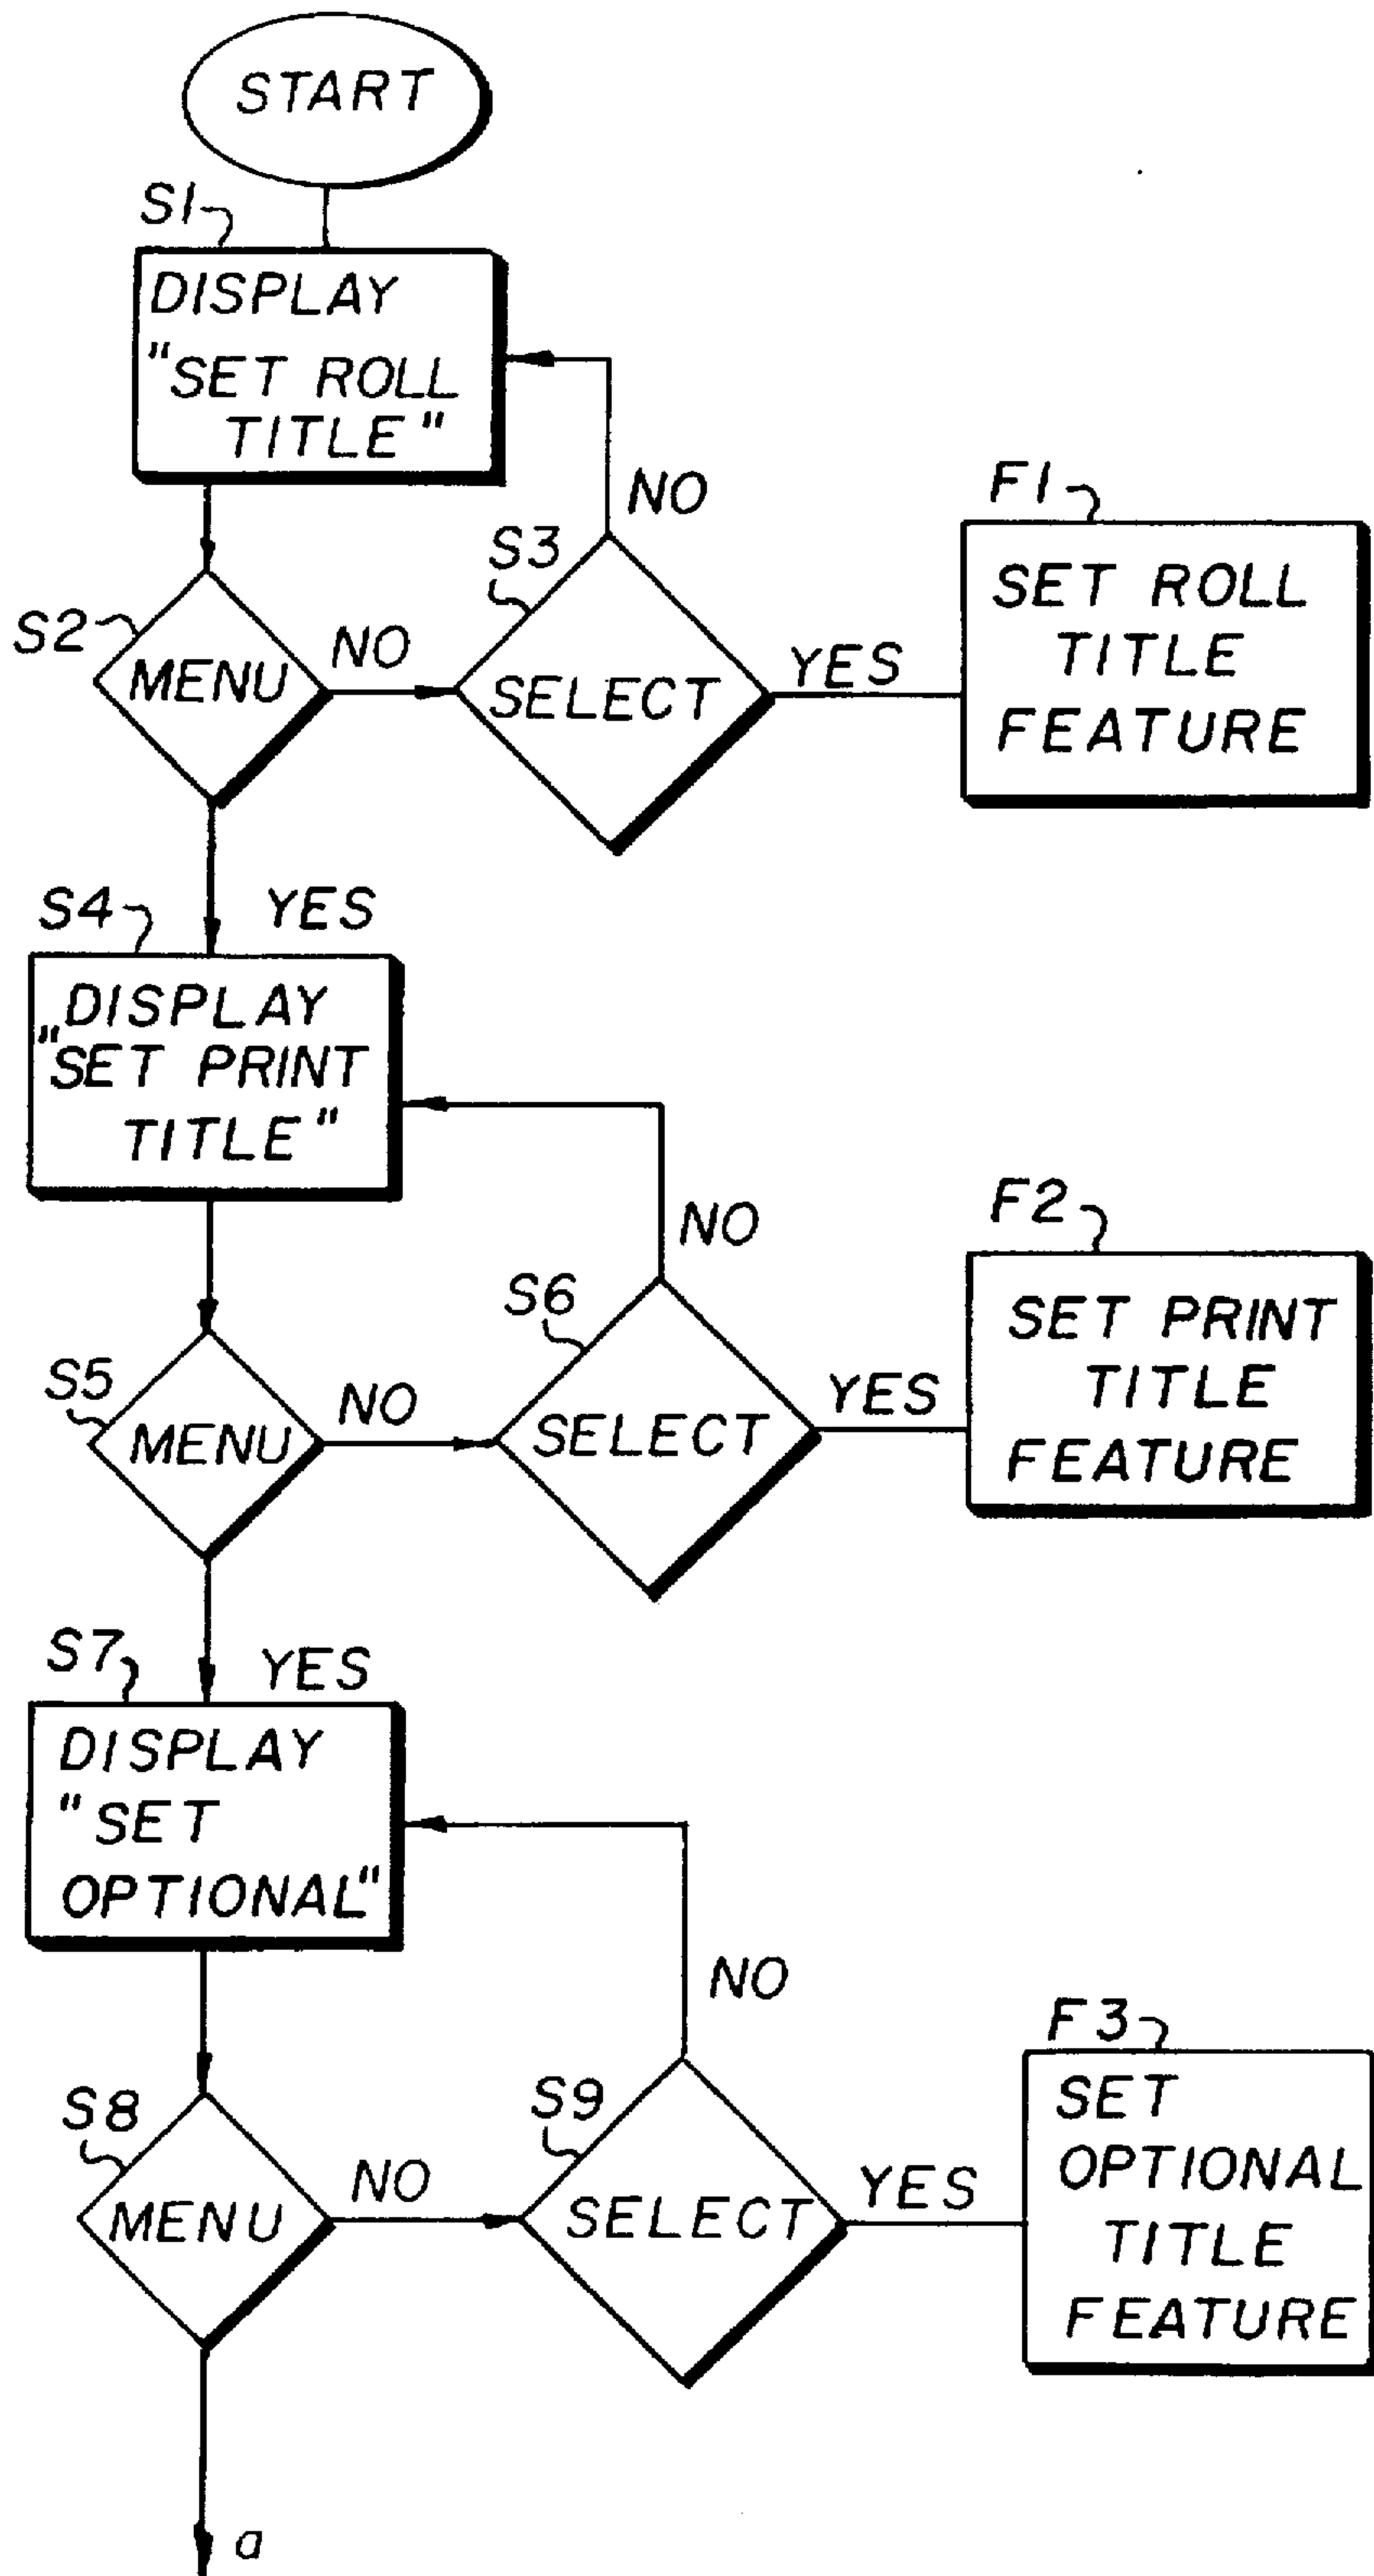 START
S1
DISPLAY
"SET ROLL
TITLE"
NO
F1
S3
SET ROLL
TITLE
FEATURE
S2
MENU
NO
SELECT
YES
S4
YES
DISPLAY
"SET PRINT
TITLE"
NO
F2
S6
SET PRINT
TITLE
FEATURE
S5
MENU
NO
SELECT
YES
S7
YES
DISPLAY
"SET
OPTIONAL"
NO
F3
S9
SET
OPTIONAL
TITLE
FEATURE
S8
MENU
NO
SELECT
YES
a